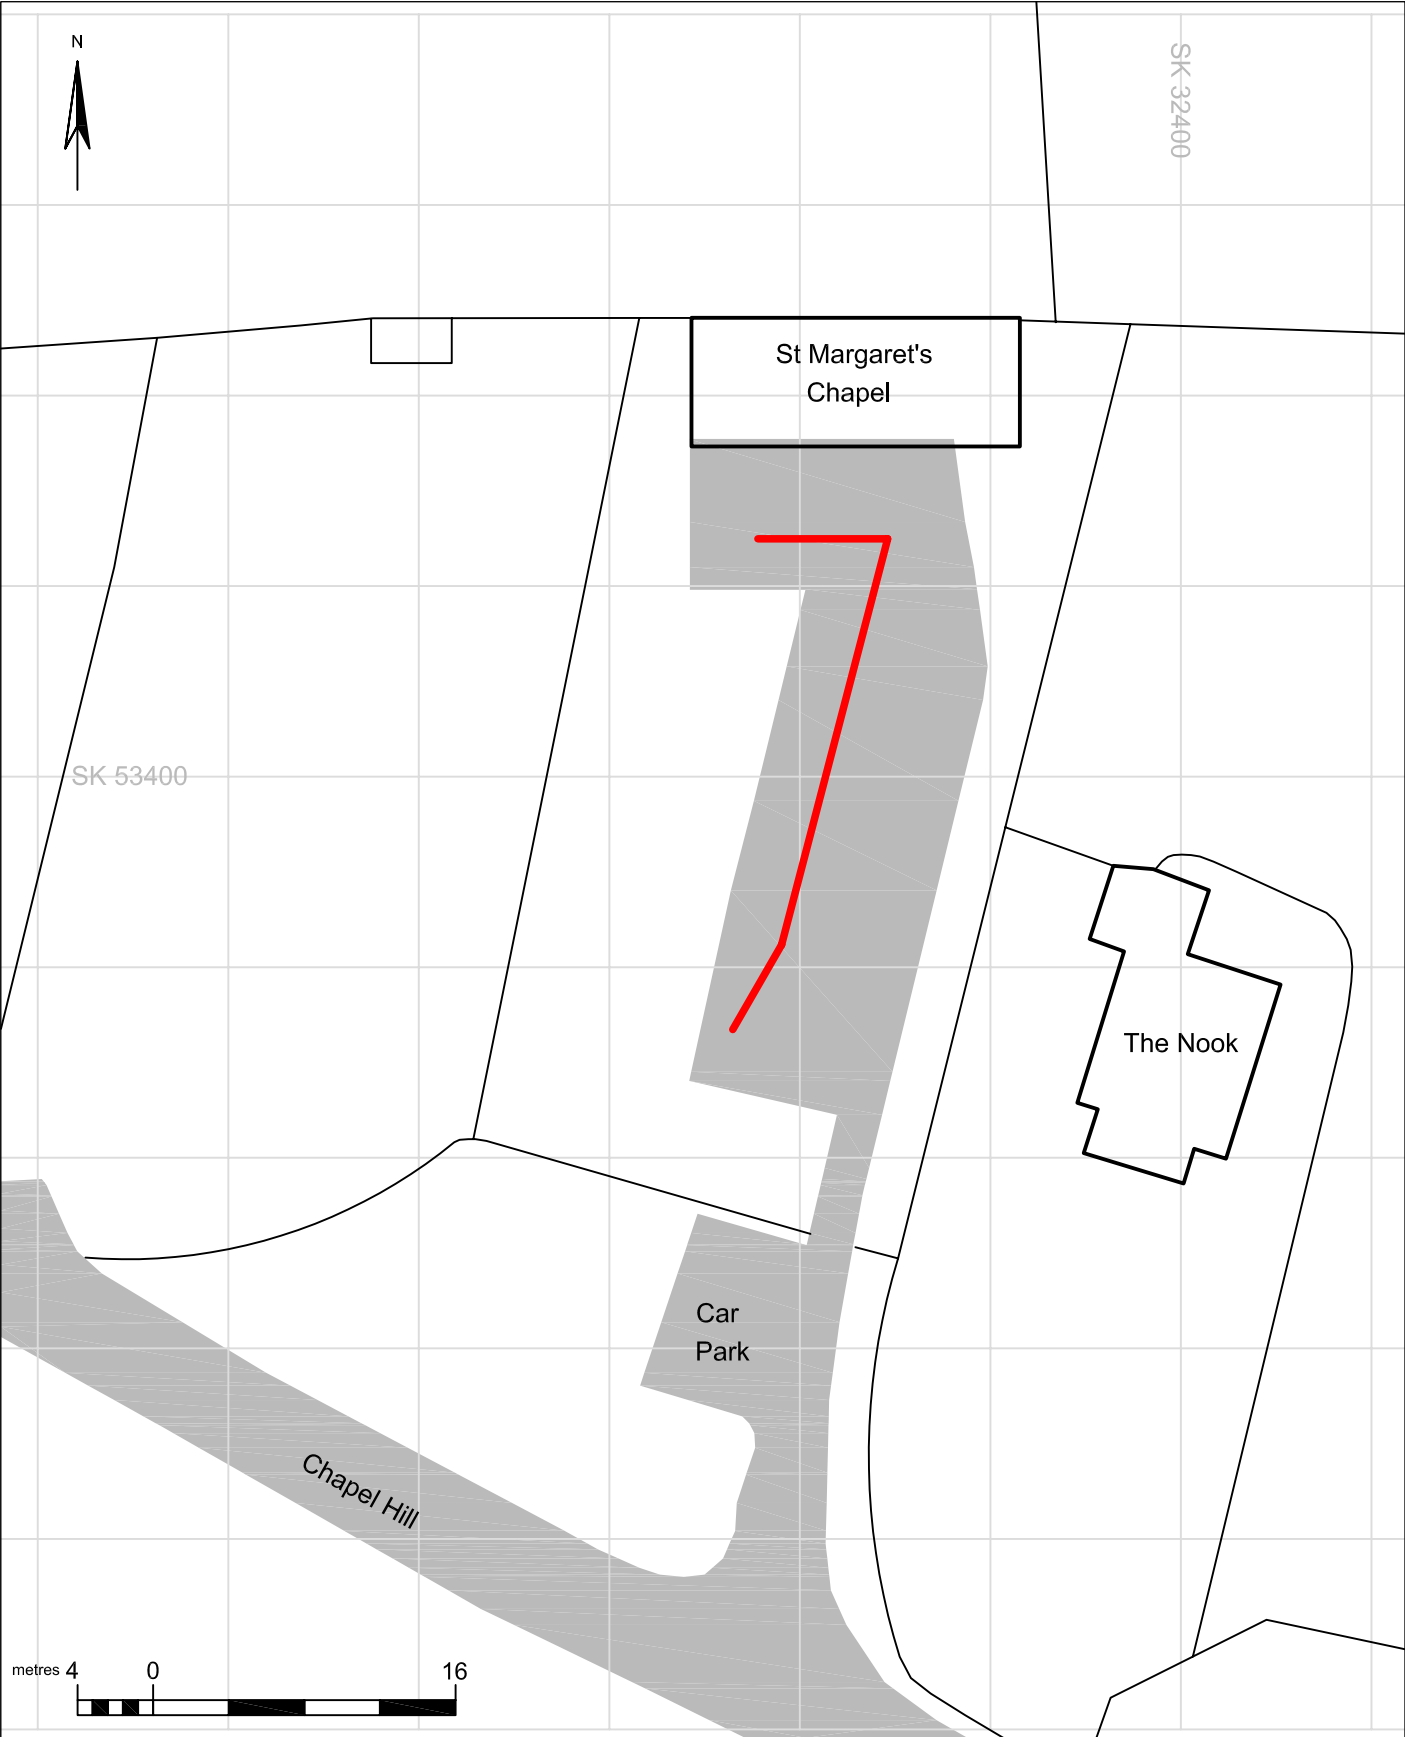 N
SK 32400
St Margaret's
Chapel
SK 53400
The Nook
Car
Park
Chapel Hill
metres 4 0 16